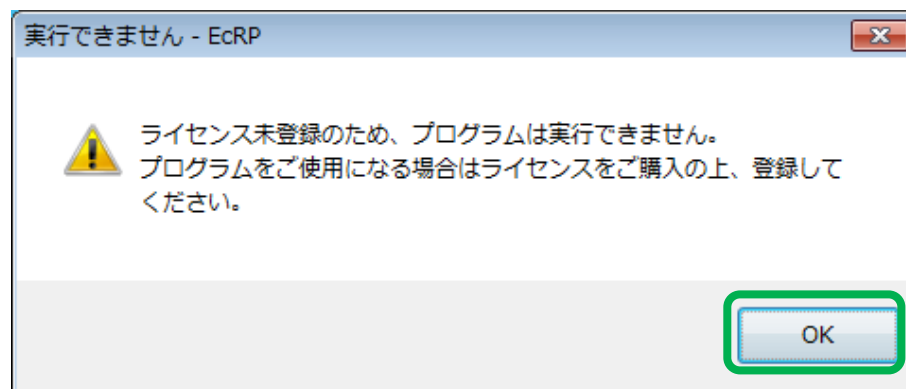 実行できません - EcRP
ライセンス未登録のため、プログラムは実行できません。
プログラムをご使用になる場合はライセンスをご購入の上、登録して
ください。
OK